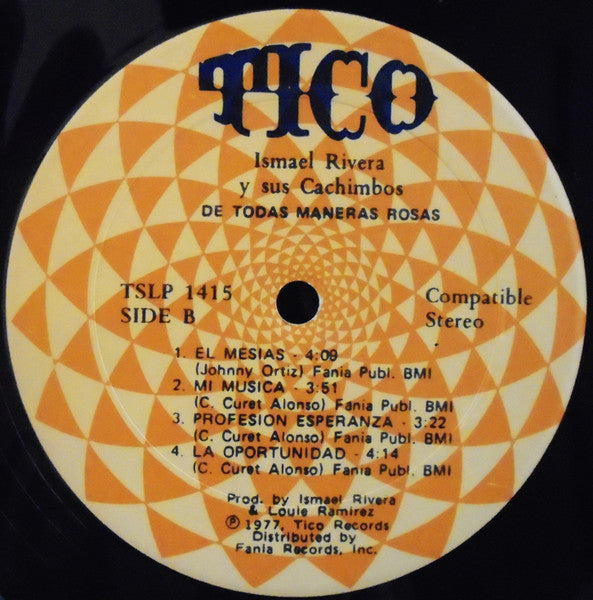 TICO
Ismael Rivera
y sus Cachimbos
DE TODAS MANERAS ROSAS
TSLP 1415
SIDE B
Compatible
Stereo
1. EL MESIAS - 4:09
(Johnny Ortiz) Fania Publ. BMI
2. MI MUSICA - 3:51
(C. Curet Alonso) Fania Publ. BMI
3. PROFESION ESPERANZA - 3:22
(C. Curet Alonso) Fania Publ. BMI
4. LA OPORTUNIDAD - 4:14
(C. Curet Alonso) Fania Publ. BMI
Prod. by Ismael Rivera
& Louie Ramirez
℗ 1977, Tico Records
Distributed by
Fania Records, Inc.